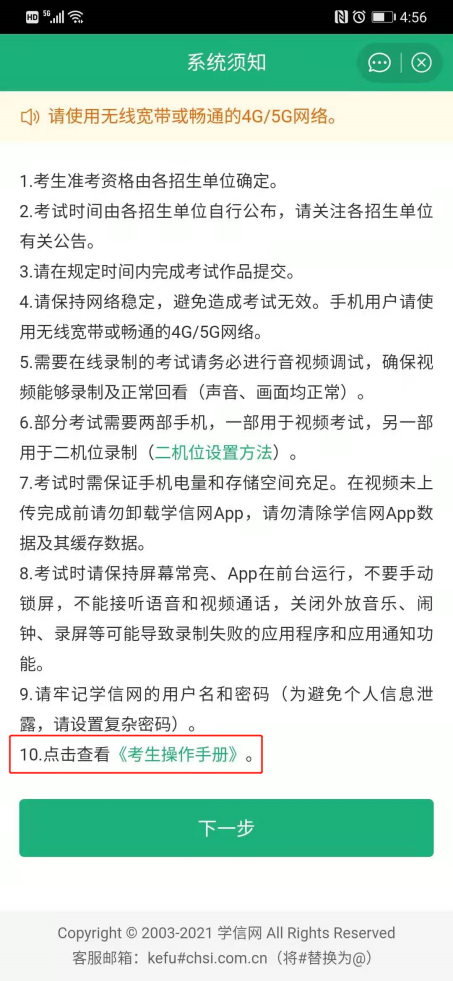 HD 5G 4:56
系统须知
请使用无线宽带或畅通的4G/5G网络。
1.考生准考资格由各招生单位确定。
2.考试时间由各招生单位自行公布，请关注各招生单位
有关公告。
3.请在规定时间内完成考试作品提交。
4.请保持网络稳定，避免造成考试无效。手机用户请使
用无线宽带或畅通的4G/5G网络。
5.需要在线录制的考试请务必进行音视频调试，确保视
频能够录制及正常回看（声音、画面均正常）。
6.部分考试需要两部手机，一部用于视频考试，另一部
用于二机位录制（二机位设置方法）。
7.考试时需保证手机电量和存储空间充足。在视频未上
传完成前请勿卸载学信网App，请勿清除学信网App数
据及其缓存数据。
8.考试时请保持屏幕常亮、App在前台运行，不要手动
锁屏，不能接听语音和视频通话，关闭外放音乐、闹
钟、录屏等可能导致录制失败的应用程序和应用通知功
能。
9.请牢记学信网的用户名和密码（为避免个人信息泄
露，请设置复杂密码）。
10.点击查看《考生操作手册》。
下一步
Copyright © 2003-2021 学信网 All Rights Reserved
客服邮箱：kefu#chsi.com.cn（将#替换为@）